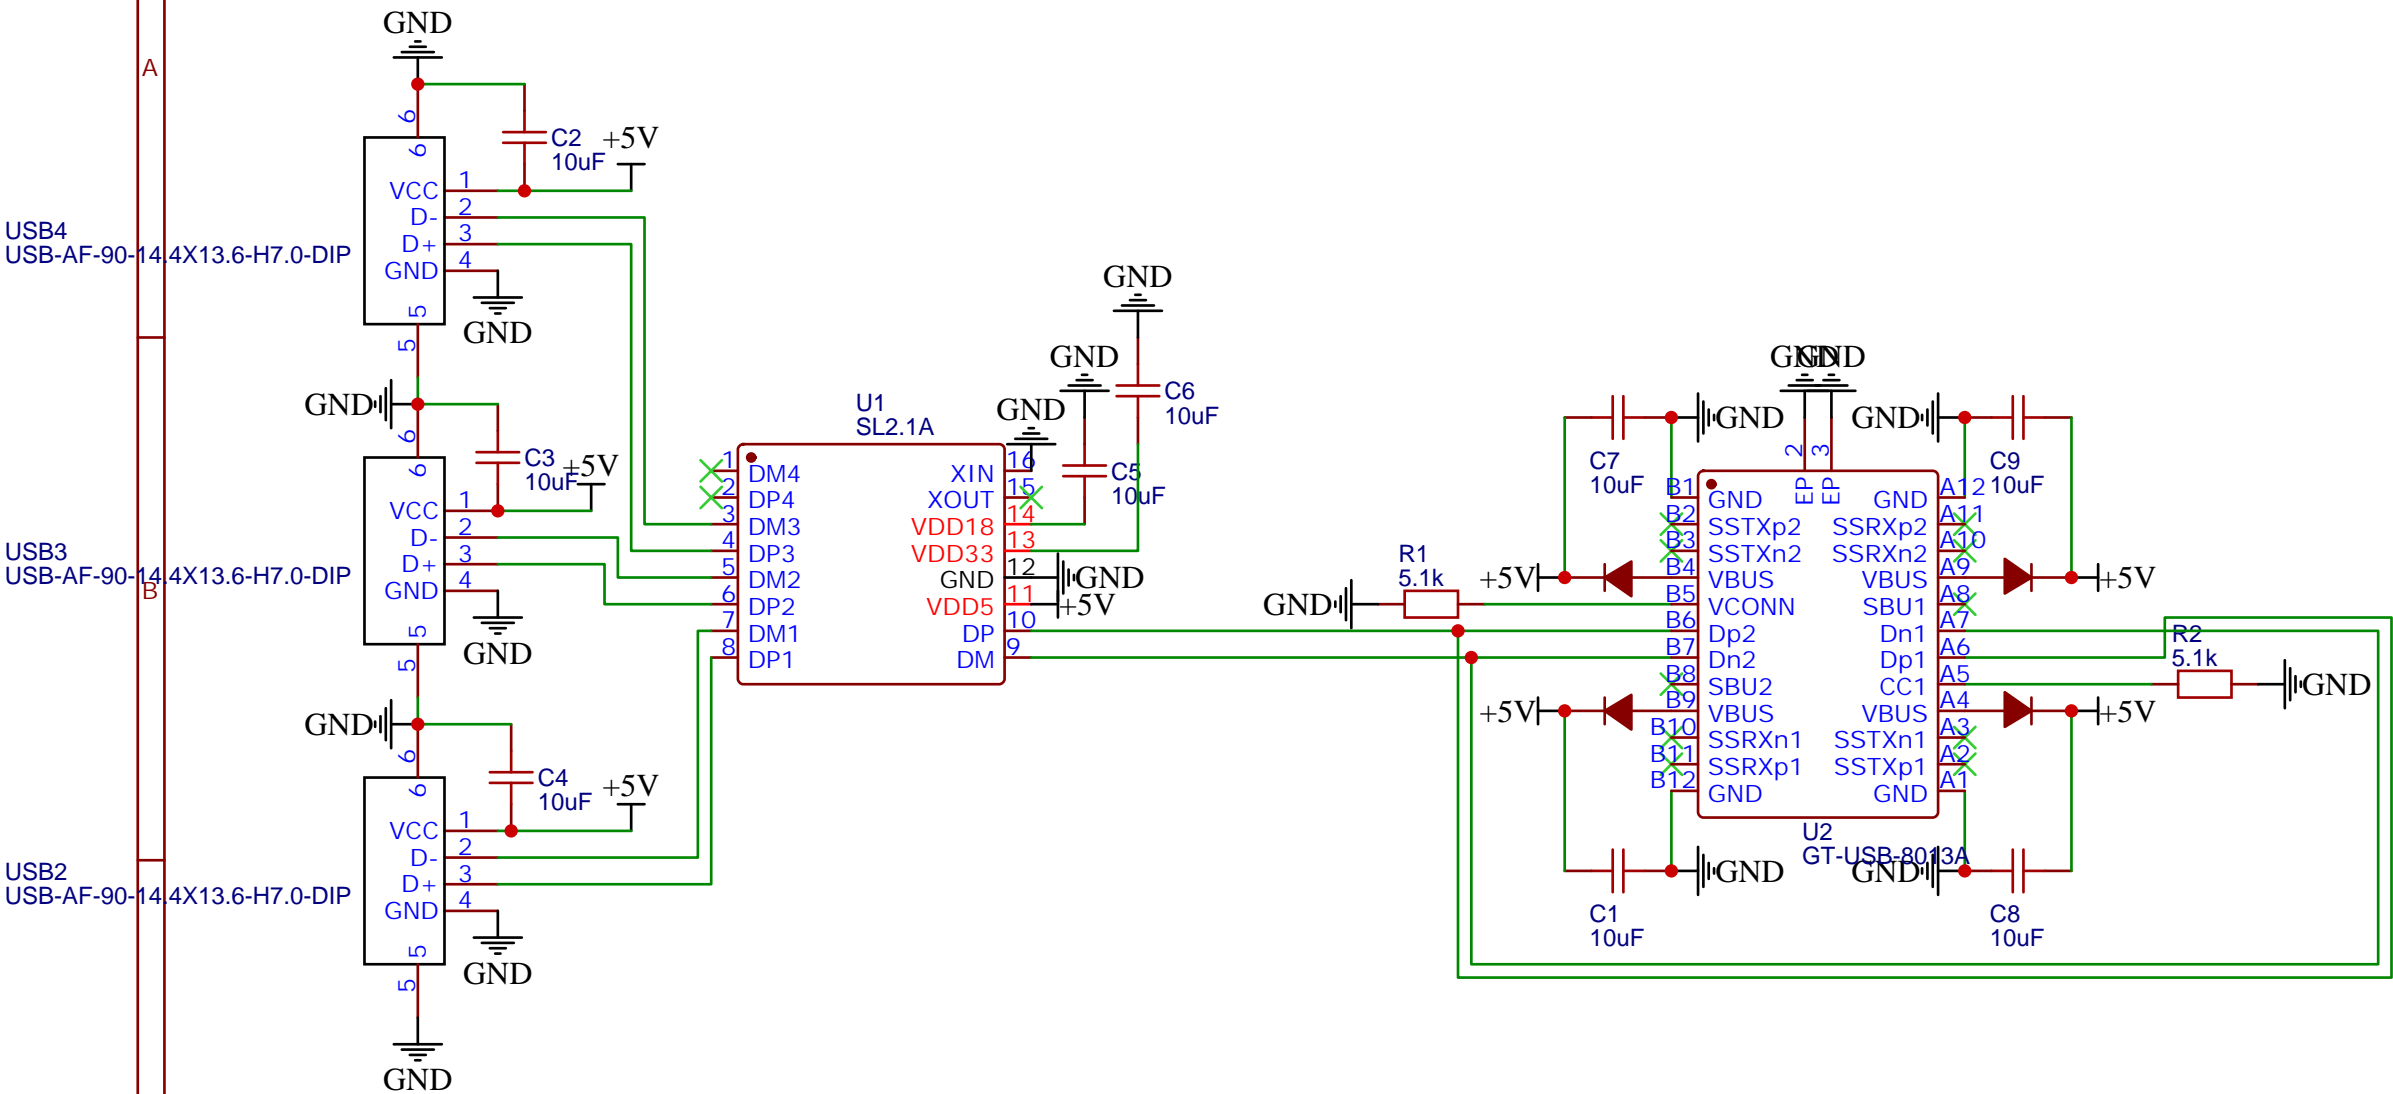 A
B
GND
6
6
C2
10uF
+5V
VCC
1
D-
2
D+
3
GND
4
GND
5
5
USB4
USB-AF-90-14.4X13.6-H7.0-DIP
GND
6
6
C3
10uF
+5V
VCC
1
D-
2
D+
3
GND
4
GND
5
5
USB3
USB-AF-90-14.4X13.6-H7.0-DIP
GND
6
6
C4
10uF
+5V
VCC
1
D-
2
D+
3
GND
4
GND
5
5
USB2
USB-AF-90-14.4X13.6-H7.0-DIP
GND
U1
SL2.1A
1 DM4
2 DP4
3 DM3
4 DP3
5 DM2
6 DP2
7 DM1
8 DP1
XIN 16
XOUT 15
VDD18 14
VDD33 13
GND 12
VDD5 11
DP 10
DM 9
GND
GND
GND
C5
10uF
C6
10uF
GND
+5V
R1
5.1k
GND
GND
GND
2
3
EP
EP
C7
10uF
GND
GND
C9
10uF
+5V
+5V
+5V
+5V
B1 GND
B2 SSTXp2
B3 SSTXn2
B4 VBUS
B5 VCONN
B6 Dp2
B7 Dn2
B8 SBU2
B9 VBUS
B10 SSRXn1
B11 SSRXp1
B12 GND
GND A12
SSRXp2 A11
SSRXn2 A10
VBUS A9
SBU1 A8
Dn1 A7
Dp1 A6
CC1 A5
VBUS A4
SSTXn1 A3
SSTXp1 A2
GND A1
R2
5.1k
GND
U2
GT-USB-8013A
GND
GND
C1
10uF
C8
10uF